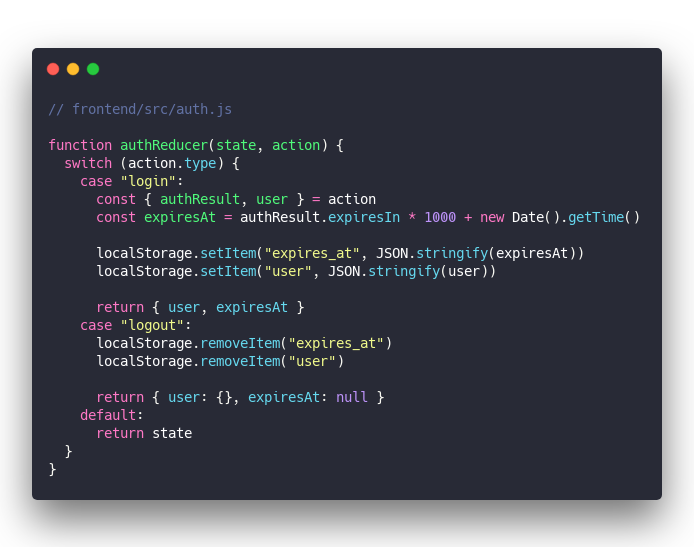 // frontend/src/auth.js

function authReducer(state, action) {
  switch (action.type) {
    case "login":
      const { authResult, user } = action
      const expiresAt = authResult.expiresIn * 1000 + new Date().getTime()

      localStorage.setItem("expires_at", JSON.stringify(expiresAt))
      localStorage.setItem("user", JSON.stringify(user))

      return { user, expiresAt }
    case "logout":
      localStorage.removeItem("expires_at")
      localStorage.removeItem("user")

      return { user: {}, expiresAt: null }
    default:
      return state
  }
}